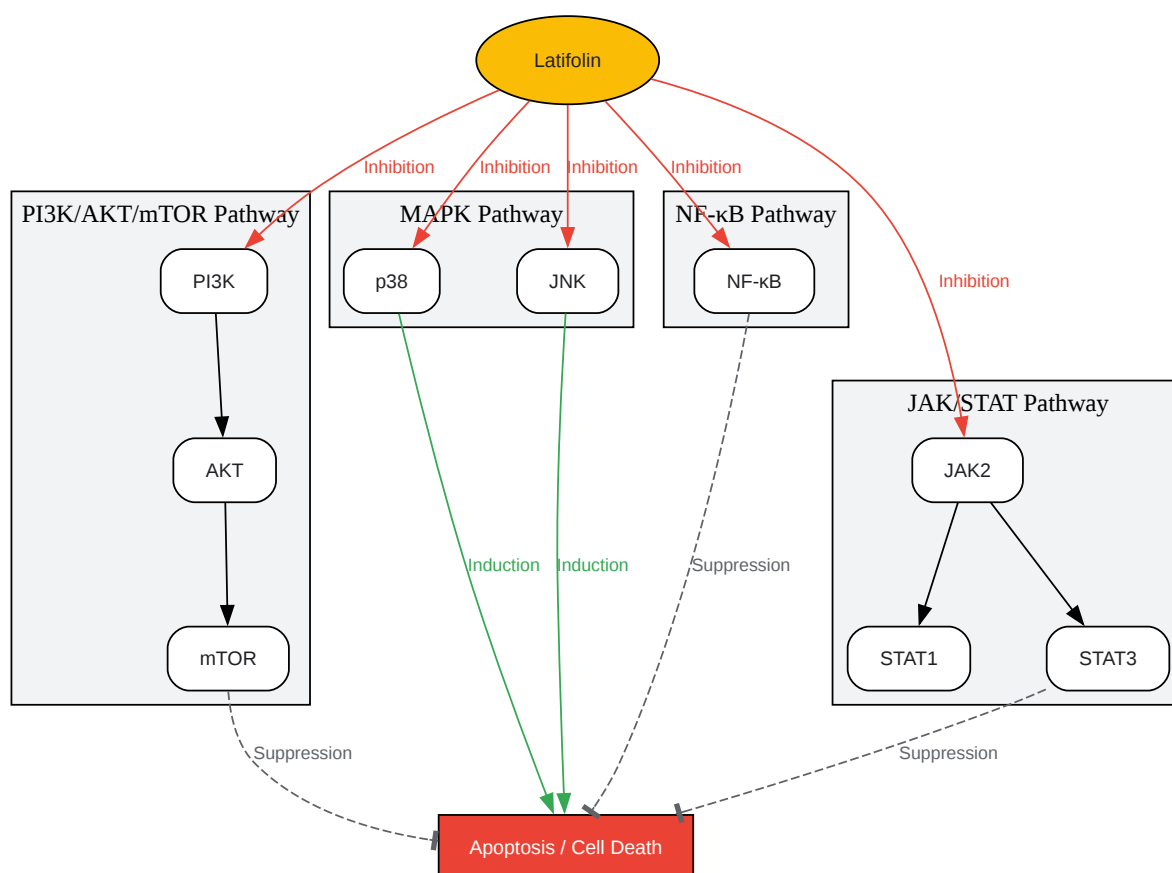 Latifolin
Inhibition
Inhibition
Inhibition
Inhibition
PI3K/AKT/mTOR Pathway
MAPK Pathway
NF-κB Pathway
PI3K
p38
JNK
NF-κB
Inhibition
JAK/STAT Pathway
AKT
JAK2
Induction
Induction
Suppression
mTOR
STAT1
STAT3
Suppression
Suppression
Apoptosis / Cell Death